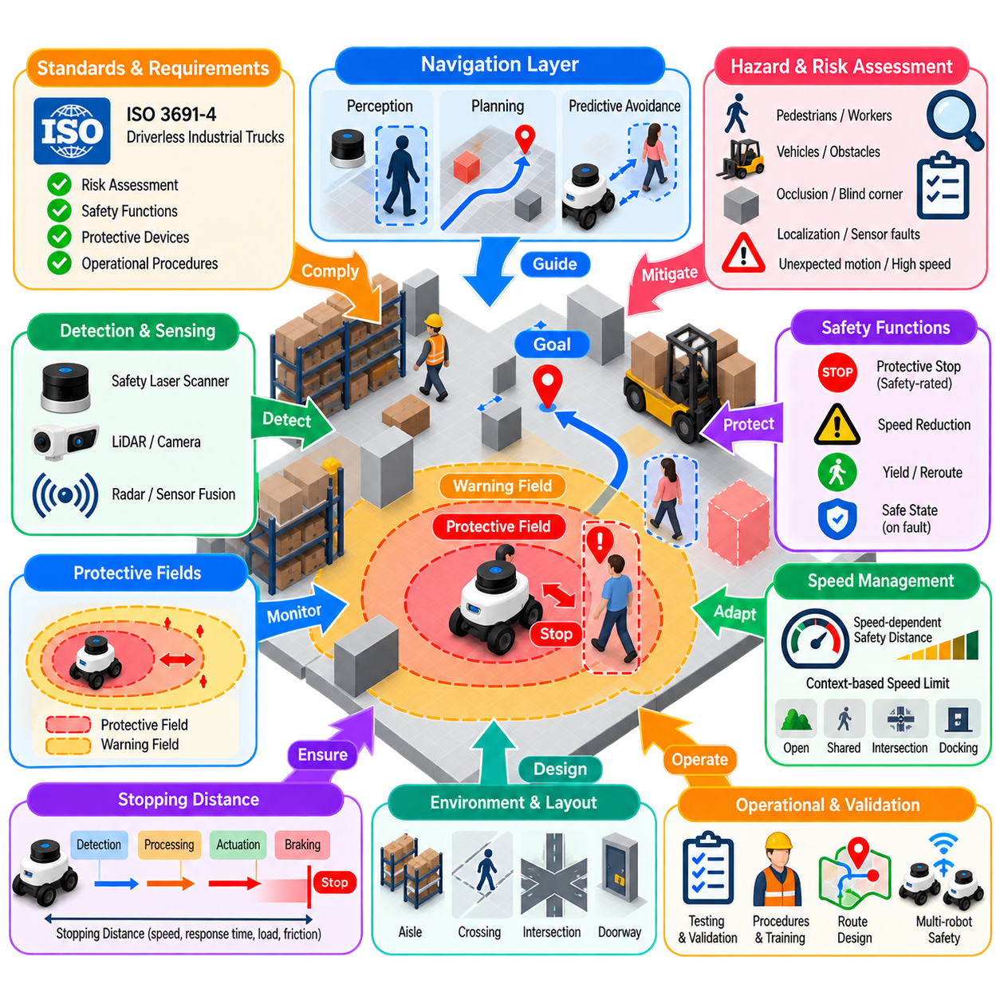 Standards & Requirements
ISO
ISO 3691-4
Driverless Industrial Trucks
Risk Assessment
Safety Functions
Protective Devices
Operational Procedures
Comply
Navigation Layer
Perception
Planning
Predictive Avoidance
Guide
Hazard & Risk Assessment
Pedestrians / Workers
Vehicles / Obstacles
Occlusion / Blind corner
Localization / Sensor faults
Unexpected motion / High speed
Mitigate
Detection & Sensing
Safety Laser Scanner
LiDAR / Camera
Radar / Sensor Fusion
Detect
Goal
Warning Field
Protective Field
Stop
Safety Functions
STOP
Protective Stop
(Safety-rated)
Speed Reduction
Yield / Reroute
Safe State
(on fault)
Protect
Protective Fields
Protective Field
Warning Field
Monitor
Speed Management
Speed-dependent
Safety Distance
Context-based Speed Limit
Open
Shared
Intersection
Docking
Adapt
Ensure
Stopping Distance
Detection
Processing
Actuation
Braking
Stop
Stopping Distance (speed, response time, load, friction)
Design
Environment & Layout
Aisle
Crossing
Intersection
Doorway
Operate
Operational & Validation
Testing
& Validation
Procedures
& Training
Route
Design
Multi-robot
Safety